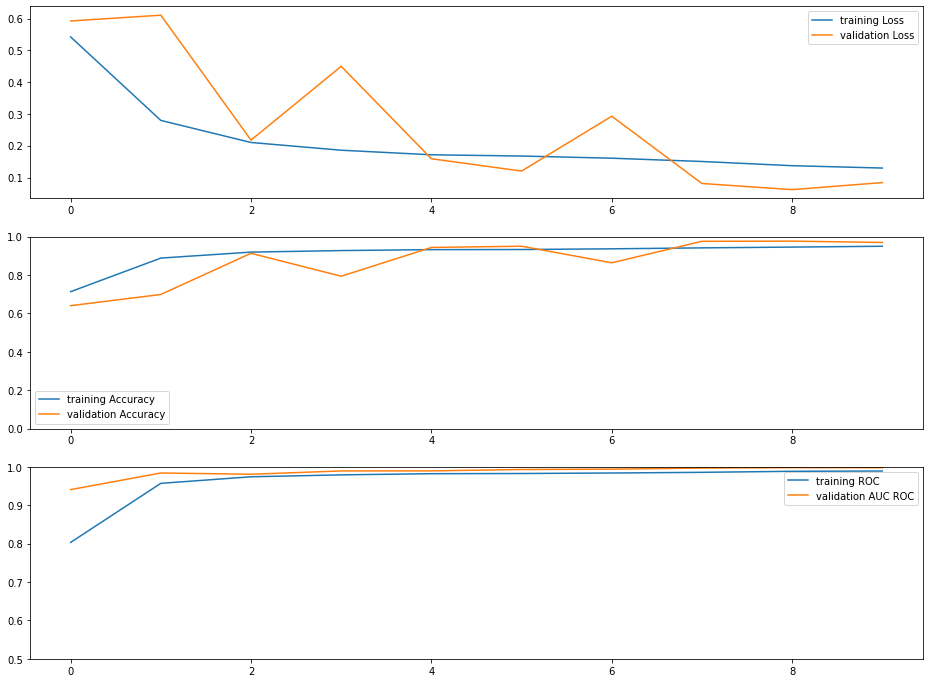 0.6
0.5
0.4
0.3
0.2
0.1
training Loss
validation Loss
0 2 4 6 8
1.0
0.8
0.6
0.4
0.2
0.0
training Accuracy
validation Accuracy
0 2 4 6 8
1.0
0.9
0.8
0.7
0.6
0.5
training ROC
validation AUC ROC
0 2 4 6 8